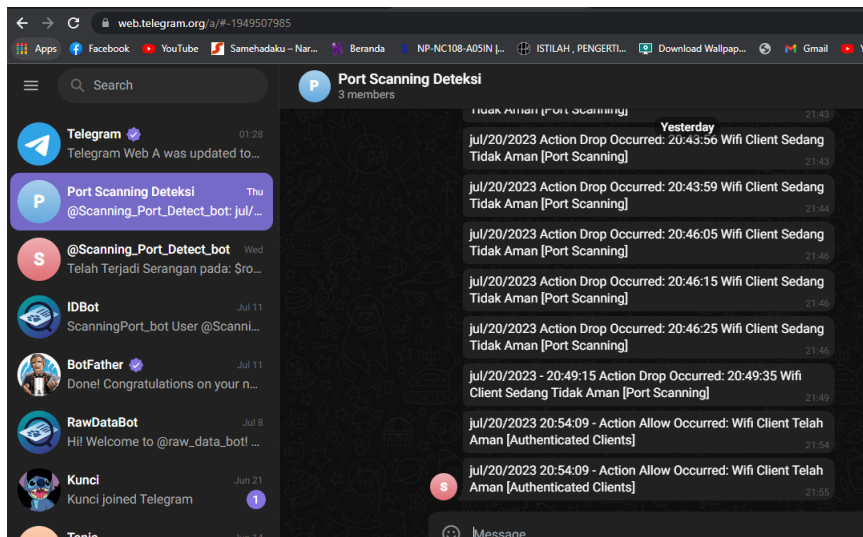 web.telegram.org/a/#-1949507985
Apps
Facebook
YouTube
Samehadaku – Nar...
Beranda
NP-NC108-A05IN |...
ISTILAH , PENGERTI...
Download Wallpap...
Gmail
Search
Telegram
01:28
Telegram Web A was updated to...
P
Port Scanning Deteksi
Thu
@Scanning_Port_Detect_bot: jul/...
S
@Scanning_Port_Detect_bot
Wed
Telah Terjadi Serangan pada: $ro...
IDBot
Jul 11
ScanningPort_bot User @Scanni...
BotFather
Jul 11
Done! Congratulations on your n...
RawDataBot
Jul 8
Hi! Welcome to @raw_data_bot! ...
Kunci
Jun 21
Kunci joined Telegram
1
P
Port Scanning Deteksi
3 members
Tidak Aman [Port Scanning]
21:43
Yesterday
jul/20/2023 Action Drop Occurred: 20:43:56 Wifi Client Sedang
Tidak Aman [Port Scanning]
21:43
jul/20/2023 Action Drop Occurred: 20:43:59 Wifi Client Sedang
Tidak Aman [Port Scanning]
21:44
jul/20/2023 Action Drop Occurred: 20:46:05 Wifi Client Sedang
Tidak Aman [Port Scanning]
21:46
jul/20/2023 Action Drop Occurred: 20:46:15 Wifi Client Sedang
Tidak Aman [Port Scanning]
21:46
jul/20/2023 Action Drop Occurred: 20:46:25 Wifi Client Sedang
Tidak Aman [Port Scanning]
21:46
jul/20/2023 - 20:49:15 Action Drop Occurred: 20:49:35 Wifi
Client Sedang Tidak Aman [Port Scanning]
21:49
jul/20/2023 20:54:09 - Action Allow Occurred: Wifi Client Telah
Aman [Authenticated Clients]
21:54
jul/20/2023 20:54:09 - Action Allow Occurred: Wifi Client Telah
Aman [Authenticated Clients]
21:55
S
Message